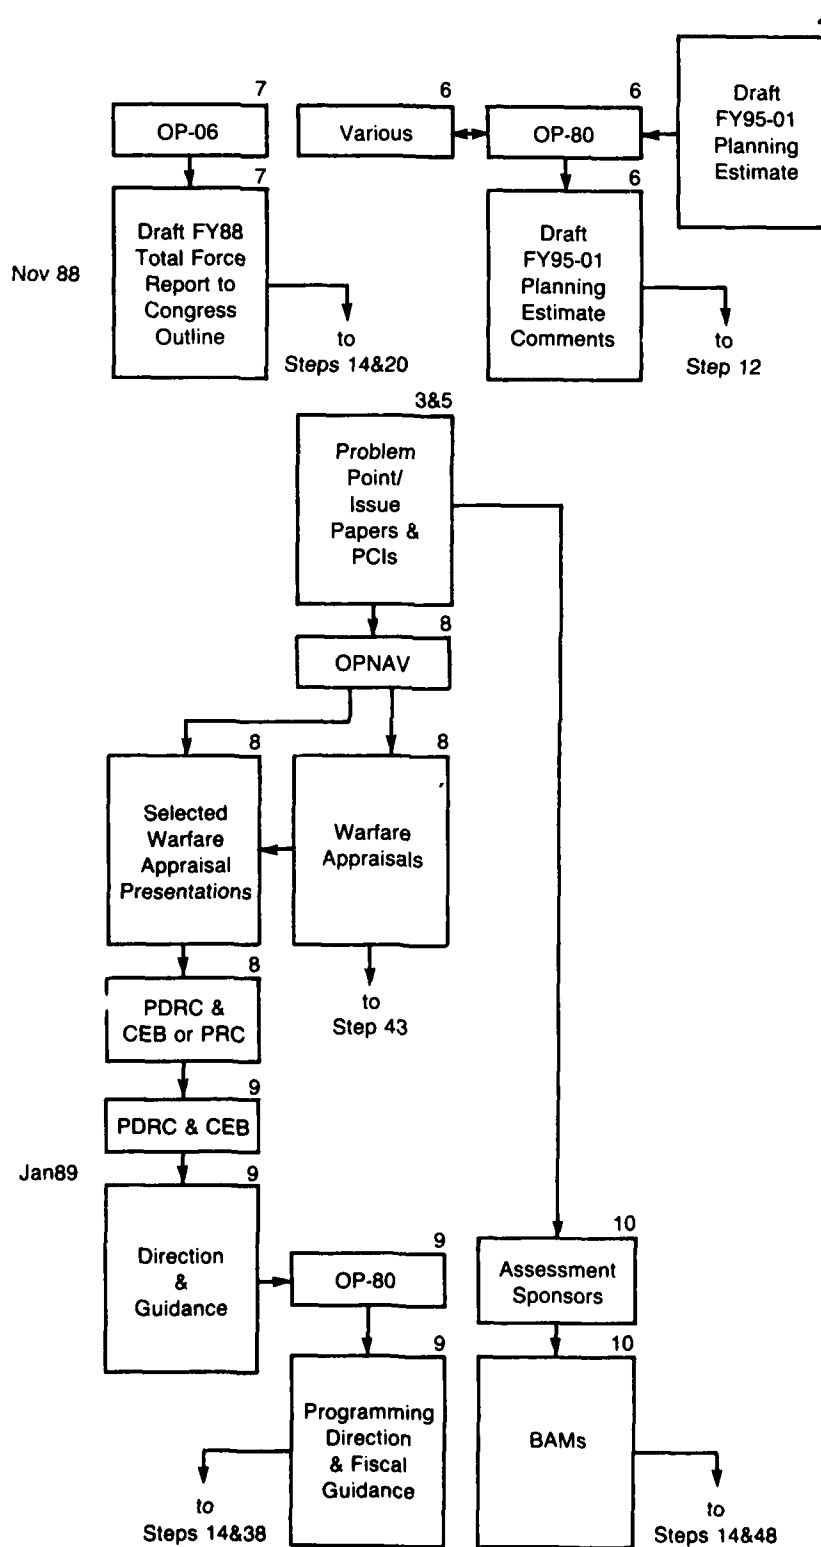 7
OP-06
7
Draft FY88
Total Force
Report to
Congress
Outline
Nov 88
to
Steps 14&20
6
Various
6
OP-80
6
Draft
FY95-01
Planning
Estimate
Comments
to
Step 12
Draft
FY95-01
Planning
Estimate
3&5
Problem
Point/
Issue
Papers &
PCIs
8
OPNAV
8
Selected
Warfare
Appraisal
Presentations
8
Warfare
Appraisals
to
Step 43
8
PDRC &
CEB or PRC
9
PDRC & CEB
Jan89
9
Direction
&
Guidance
9
OP-80
9
Programming
Direction
& Fiscal
Guidance
to
Steps 14&38
10
Assessment
Sponsors
10
BAMs
to
Steps 14&48